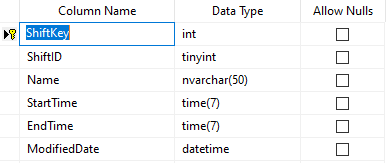 Column Name Data Type Allow Nulls
ShiftKey int
ShiftID tinyint
Name nvarchar(50)
StartTime time(7)
EndTime time(7)
ModifiedDate datetime